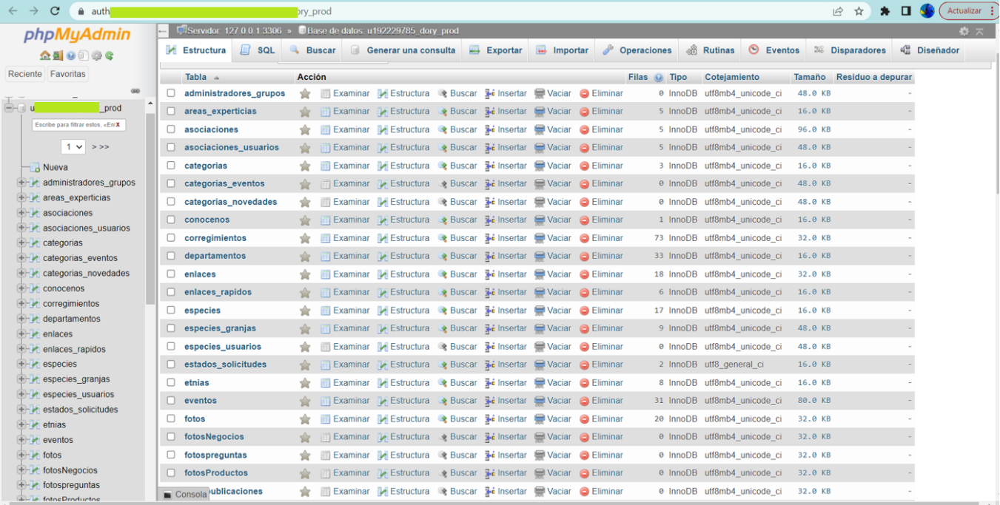 auth ory_prod
Actualizar
phpMyAdmin
Reciente Favoritas
u _prod
Escribe para filtrar estos, «En X
1 > >>
Nueva
administradores_grupos
areas_experticias
asociaciones
asociaciones_usuarios
categorias
categorias_eventos
categorias_novedades
conocenos
corregimientos
departamentos
enlaces
enlaces_rapidos
especies
especies_granjas
especies_usuarios
estados_solicitudes
etnias
eventos
fotos
fotosNegocios
fotospreguntas
fotosProductos
Servidor: 127.0.0.1:3306 » Base de datos: u192229785_dory_prod
Estructura SQL Buscar Generar una consulta Exportar Importar Operaciones Rutinas Eventos Disparadores Diseñador
Tabla Acción Filas Tipo Cotejamiento Tamaño Residuo a depurar
administradores_grupos Examinar Estructura Buscar Insertar Vaciar Eliminar 0 InnoDB utf8mb4_unicode_ci 48.0 KB -
areas_experticias Examinar Estructura Buscar Insertar Vaciar Eliminar 5 InnoDB utf8mb4_unicode_ci 16.0 KB -
asociaciones Examinar Estructura Buscar Insertar Vaciar Eliminar 5 InnoDB utf8mb4_unicode_ci 96.0 KB -
asociaciones_usuarios Examinar Estructura Buscar Insertar Vaciar Eliminar 5 InnoDB utf8mb4_unicode_ci 48.0 KB -
categorias Examinar Estructura Buscar Insertar Vaciar Eliminar 3 InnoDB utf8mb4_unicode_ci 16.0 KB -
categorias_eventos Examinar Estructura Buscar Insertar Vaciar Eliminar 0 InnoDB utf8mb4_unicode_ci 48.0 KB -
categorias_novedades Examinar Estructura Buscar Insertar Vaciar Eliminar 0 InnoDB utf8mb4_unicode_ci 48.0 KB -
conocenos Examinar Estructura Buscar Insertar Vaciar Eliminar 1 InnoDB utf8mb4_unicode_ci 16.0 KB -
corregimientos Examinar Estructura Buscar Insertar Vaciar Eliminar 73 InnoDB utf8mb4_unicode_ci 32.0 KB -
departamentos Examinar Estructura Buscar Insertar Vaciar Eliminar 33 InnoDB utf8mb4_unicode_ci 16.0 KB -
enlaces Examinar Estructura Buscar Insertar Vaciar Eliminar 18 InnoDB utf8mb4_unicode_ci 32.0 KB -
enlaces_rapidos Examinar Estructura Buscar Insertar Vaciar Eliminar 6 InnoDB utf8mb4_unicode_ci 16.0 KB -
especies Examinar Estructura Buscar Insertar Vaciar Eliminar 17 InnoDB utf8mb4_unicode_ci 16.0 KB -
especies_granjas Examinar Estructura Buscar Insertar Vaciar Eliminar 9 InnoDB utf8mb4_unicode_ci 48.0 KB -
especies_usuarios Examinar Estructura Buscar Insertar Vaciar Eliminar 0 InnoDB utf8mb4_unicode_ci 48.0 KB -
estados_solicitudes Examinar Estructura Buscar Insertar Vaciar Eliminar 2 InnoDB utf8_general_ci 16.0 KB -
etnias Examinar Estructura Buscar Insertar Vaciar Eliminar 8 InnoDB utf8mb4_unicode_ci 16.0 KB -
eventos Examinar Estructura Buscar Insertar Vaciar Eliminar 31 InnoDB utf8mb4_unicode_ci 80.0 KB -
fotos Examinar Estructura Buscar Insertar Vaciar Eliminar 20 InnoDB utf8mb4_unicode_ci 32.0 KB -
fotosNegocios Examinar Estructura Buscar Insertar Vaciar Eliminar 0 InnoDB utf8mb4_unicode_ci 32.0 KB -
fotospreguntas Examinar Estructura Buscar Insertar Vaciar Eliminar 0 InnoDB utf8mb4_unicode_ci 32.0 KB -
fotosProductos Examinar Estructura Buscar Insertar Vaciar Eliminar 0 InnoDB utf8mb4_unicode_ci 32.0 KB -
Consola publicaciones Examinar Estructura Buscar Insertar Vaciar Eliminar 0 InnoDB utf8mb4_unicode_ci 32.0 KB -